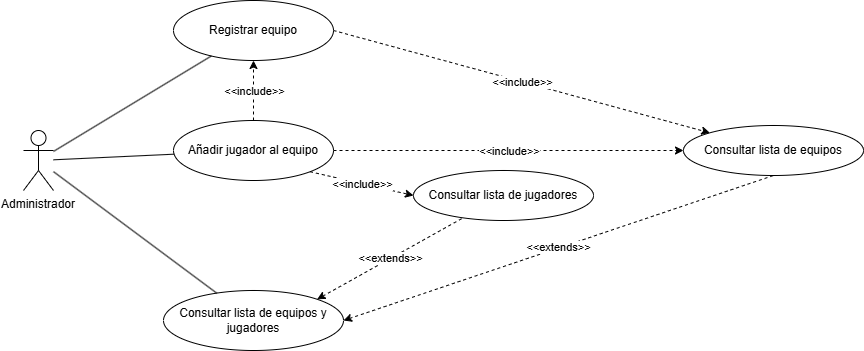 Registrar equipo
<<include>>
<<include>>
Añadir jugador al equipo
<<include>>
Consultar lista de equipos
<<include>>
Consultar lista de jugadores
Administrador
<<extends>>
<<extends>>
Consultar lista de equipos y
jugadores